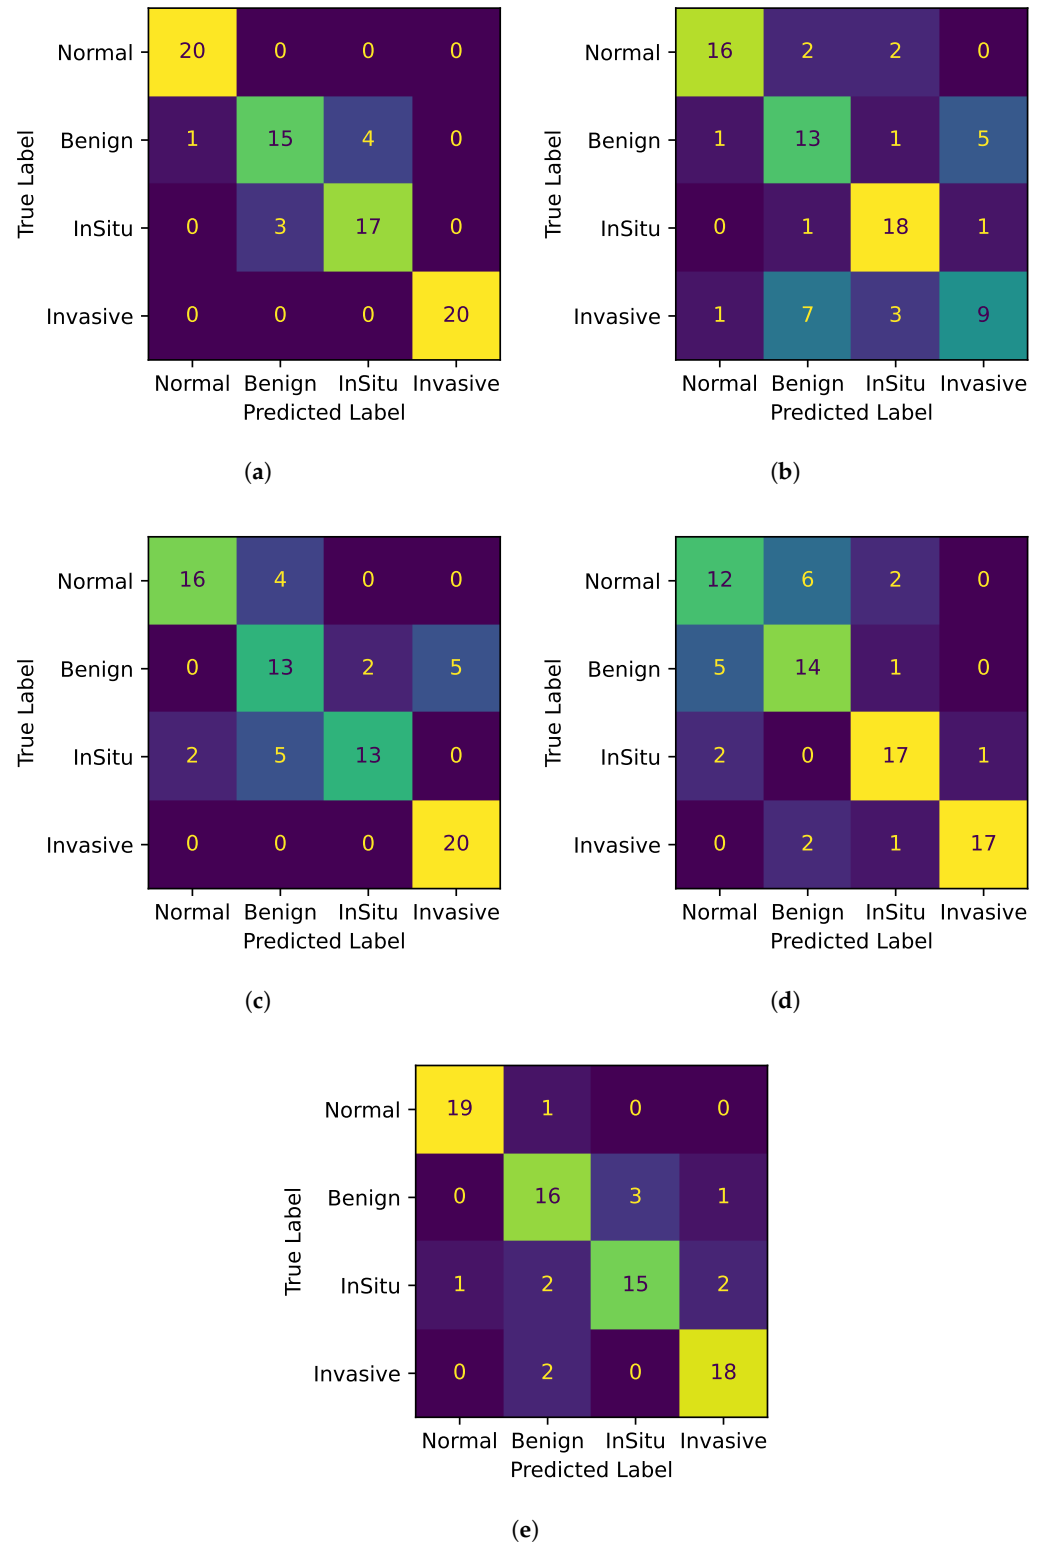 Normal 20 0 0 0
Benign 1 15 4 0
InSitu 0 3 17 0
Invasive 0 0 0 20
Normal Benign InSitu Invasive
Predicted Label
True Label
(a)
Normal 16 2 2 0
Benign 1 13 1 5
InSitu 0 1 18 1
Invasive 1 7 3 9
Normal Benign InSitu Invasive
Predicted Label
True Label
(b)
Normal 16 4 0 0
Benign 0 13 2 5
InSitu 2 5 13 0
Invasive 0 0 0 20
Normal Benign InSitu Invasive
Predicted Label
True Label
(c)
Normal 12 6 2 0
Benign 5 14 1 0
InSitu 2 0 17 1
Invasive 0 2 1 17
Normal Benign InSitu Invasive
Predicted Label
True Label
(d)
Normal 19 1 0 0
Benign 0 16 3 1
InSitu 1 2 15 2
Invasive 0 2 0 18
Normal Benign InSitu Invasive
Predicted Label
True Label
(e)